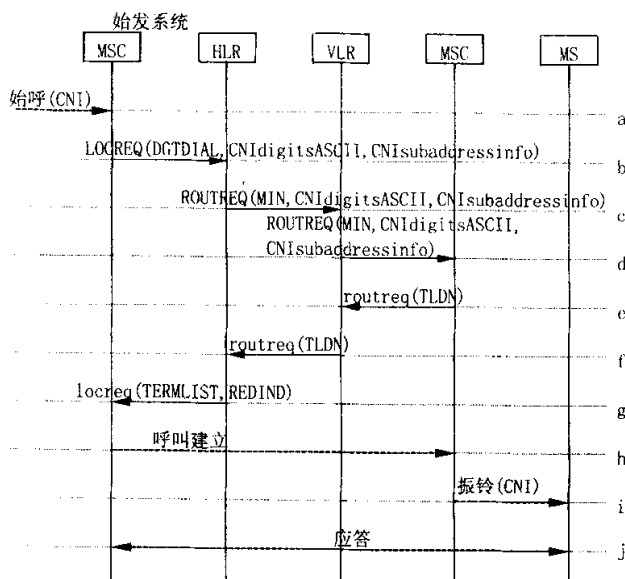 始发系统
MSC HLR VLR MSC MS
始呼(CNI)
a
LOCREQ(DGTDIAL,CNIdigitsASCII,CNIsubaddressinfo)
b
ROUTREQ(MIN,CNIdigitsASCII,CNIsubaddressinfo)
c
ROUTREQ(MIN,CNIdigitsASCII,
CNIsubaddressinfo)
d
routreq(TLDN)
e
routreq(TLDN)
f
locreq(TERMLIST,REDIND)
g
呼叫建立
h
振铃(CNI)
i
应答
j